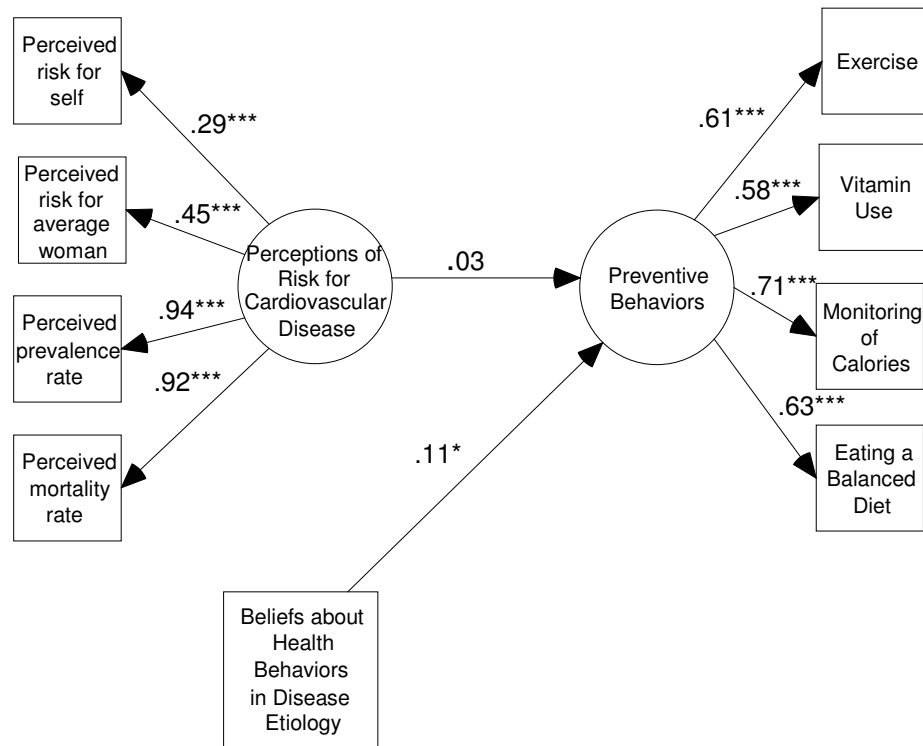 Perceived
risk for
self
.29***
Perceived
risk for
average
woman
.45***
Perceived
prevalence
rate
.94***
Perceived
mortality
rate
.92***
Perceptions of
Risk for
Cardiovascular
Disease
.03
Preventive
Behaviors
.61***
Exercise
.58***
Vitamin
Use
.71***
Monitoring
of
Calories
.63***
Eating a
Balanced
Diet
.11*
Beliefs about
Health
Behaviors
in Disease
Etiology